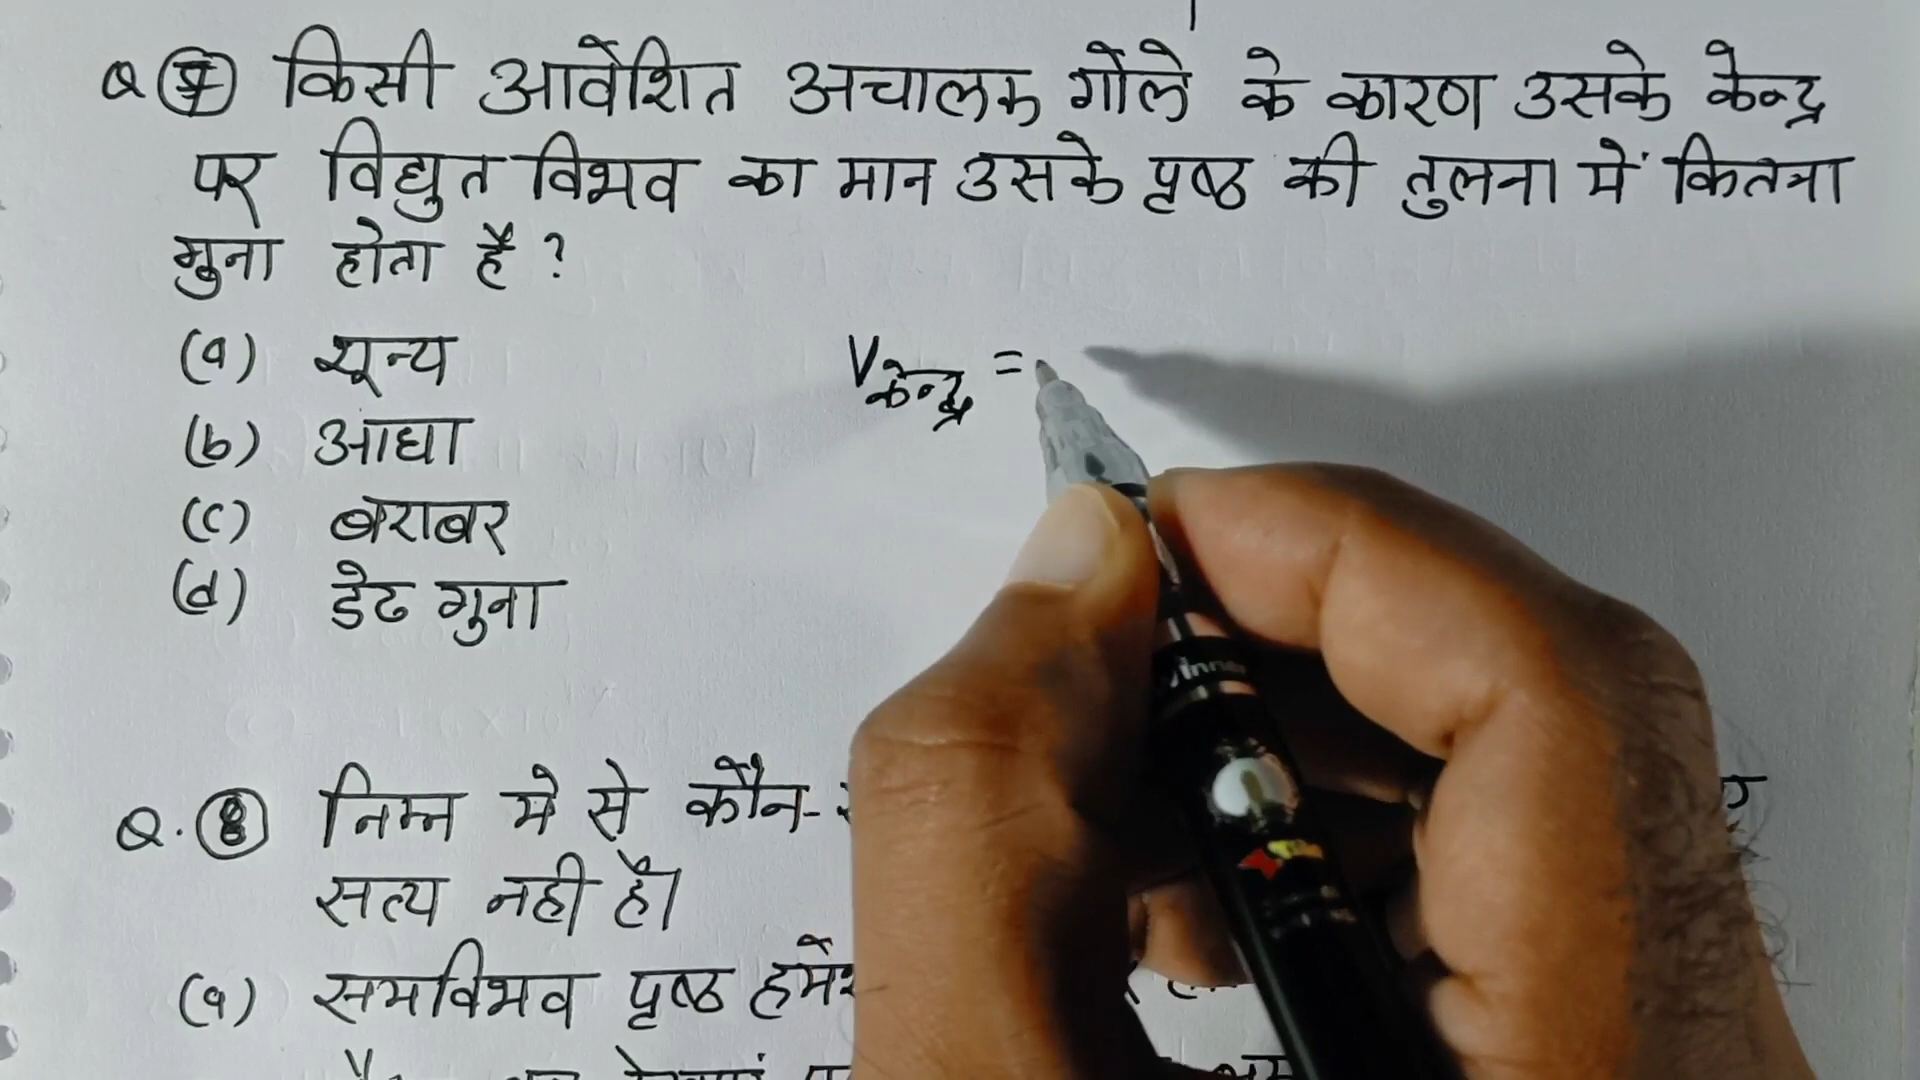 Q (7) किसी आवेशित अचालक गोले के कारण उसके केन्द्र
पर विद्युत विभव का मान उसके पृष्ठ की तुलना में कितना
गुना होता है ?
(a) शून्य
V केन्द्र =
(b) आधा
(c) बराबर
(d) डेढ गुना
Q. (8) निम्न मे से कौन-
सत्य नही है।
(a) समविभव पृष्ठ